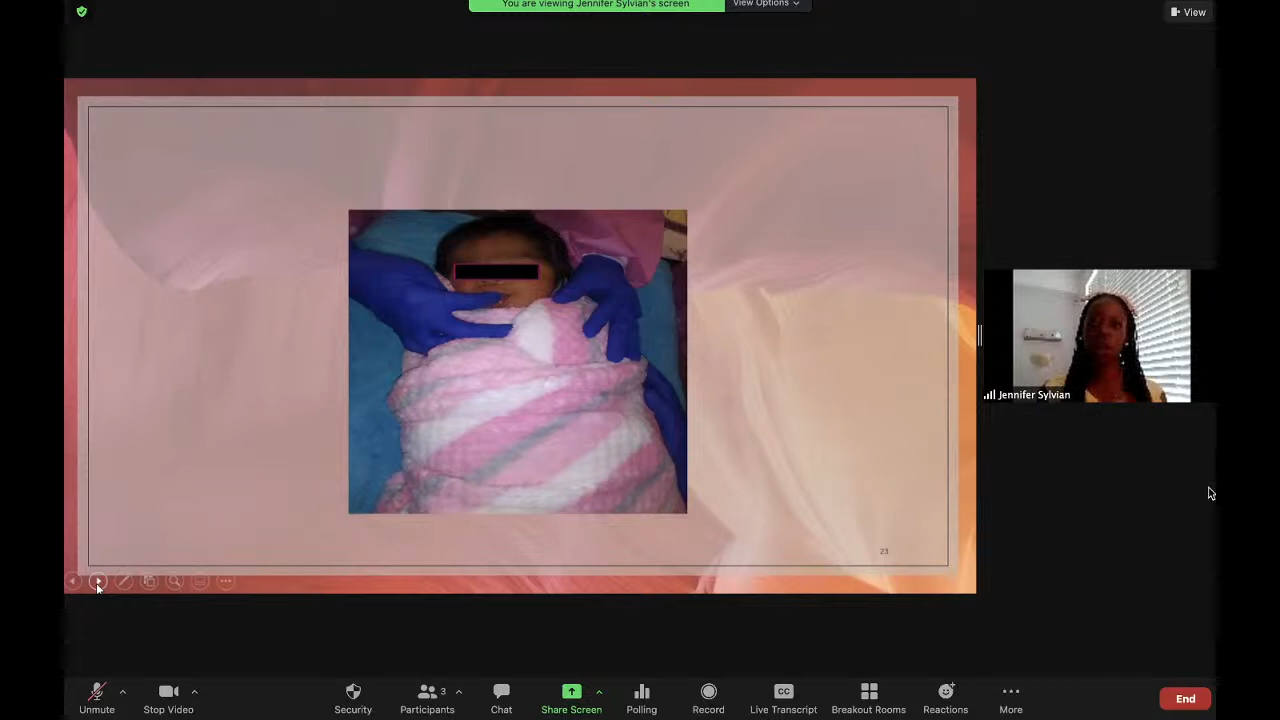 You are viewing Jennifer Sylvian's screen
View Options
View
23
Jennifer Sylvian
Unmute
Stop Video
Security
Participants
3
Chat
Share Screen
Polling
Record
CC
Live Transcript
Breakout Rooms
Reactions
More
End